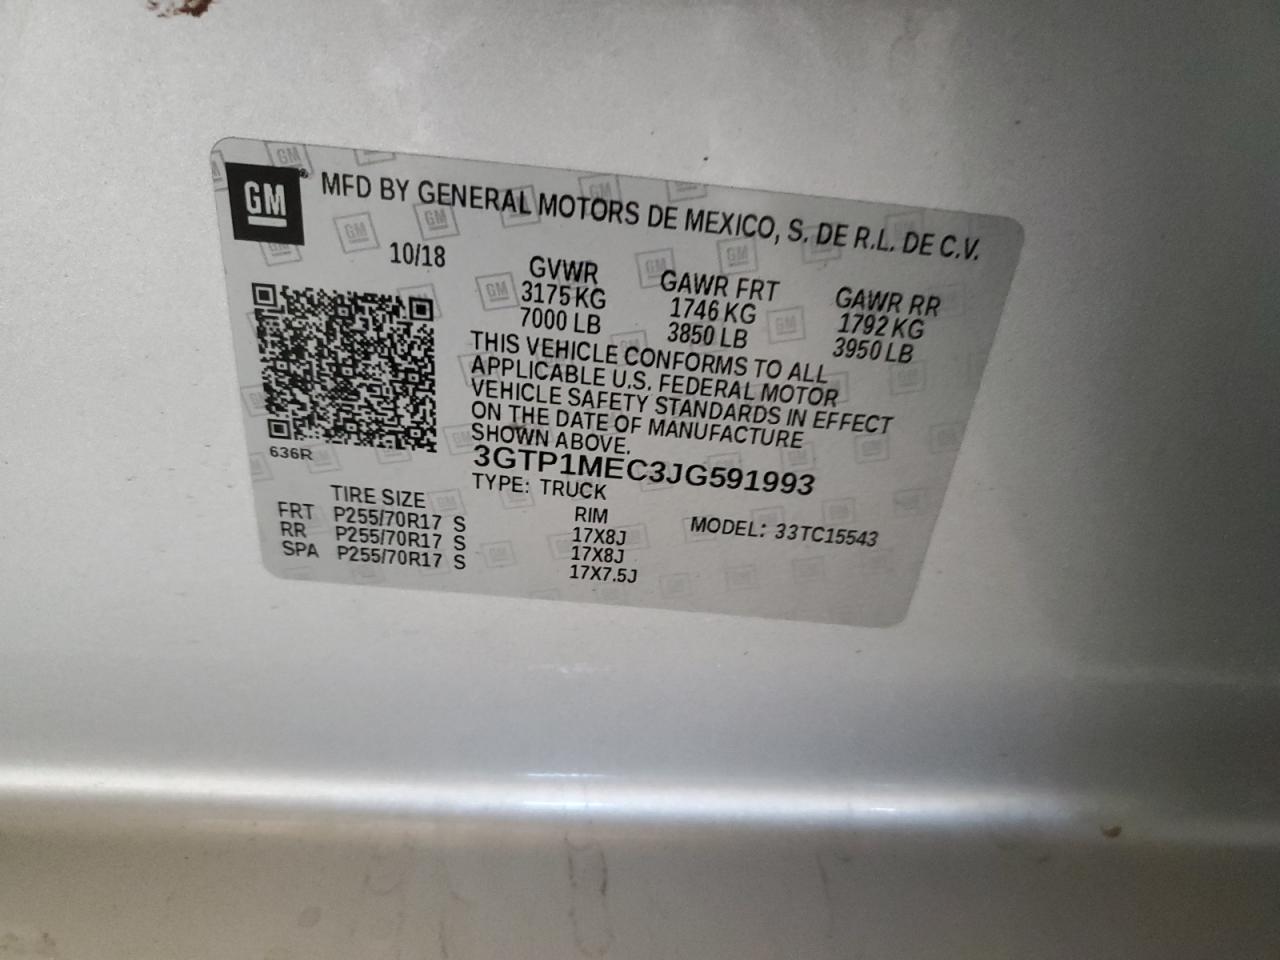 GM MFD BY GENERAL MOTORS DE MEXICO, S. DE R.L. DE C.V.
10/18
GVWR GAWR FRT GAWR RR
3175 KG 1746 KG 1792 KG
7000 LB 3850 LB 3950 LB
THIS VEHICLE CONFORMS TO ALL
APPLICABLE U.S. FEDERAL MOTOR
VEHICLE SAFETY STANDARDS IN EFFECT
ON THE DATE OF MANUFACTURE
SHOWN ABOVE.
636R
3GTP1MEC3JG591993
TYPE: TRUCK
TIRE SIZE RIM MODEL: 33TC15543
FRT P255/70R17 S 17X8J
RR P255/70R17 S 17X8J
SPA P255/70R17 S 17X7.5J